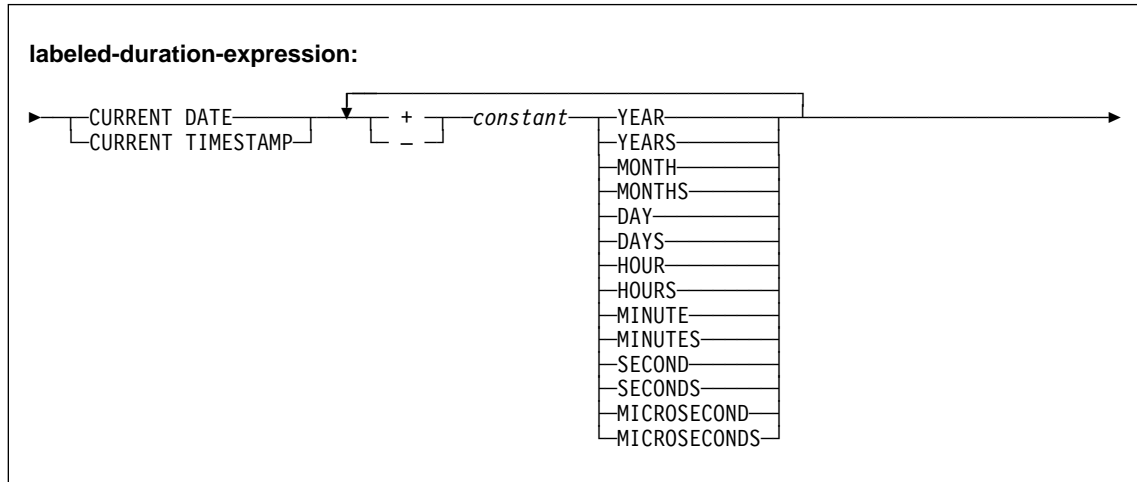 labeled-duration-expression:
CURRENT DATE + constant YEAR
CURRENT TIMESTAMP – YEARS
MONTH
MONTHS
DAY
DAYS
HOUR
HOURS
MINUTE
MINUTES
SECOND
SECONDS
MICROSECOND
MICROSECONDS